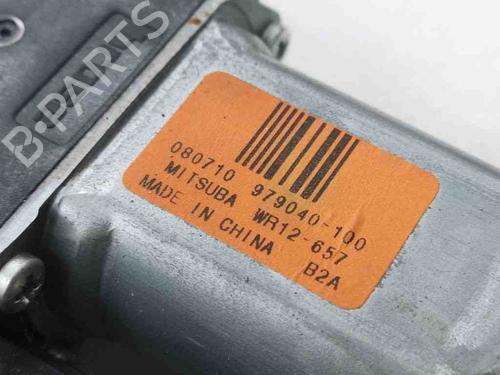 B-PARTS
080710 979040-100
MITSUBA WR12-657
MADE IN CHINA B2A